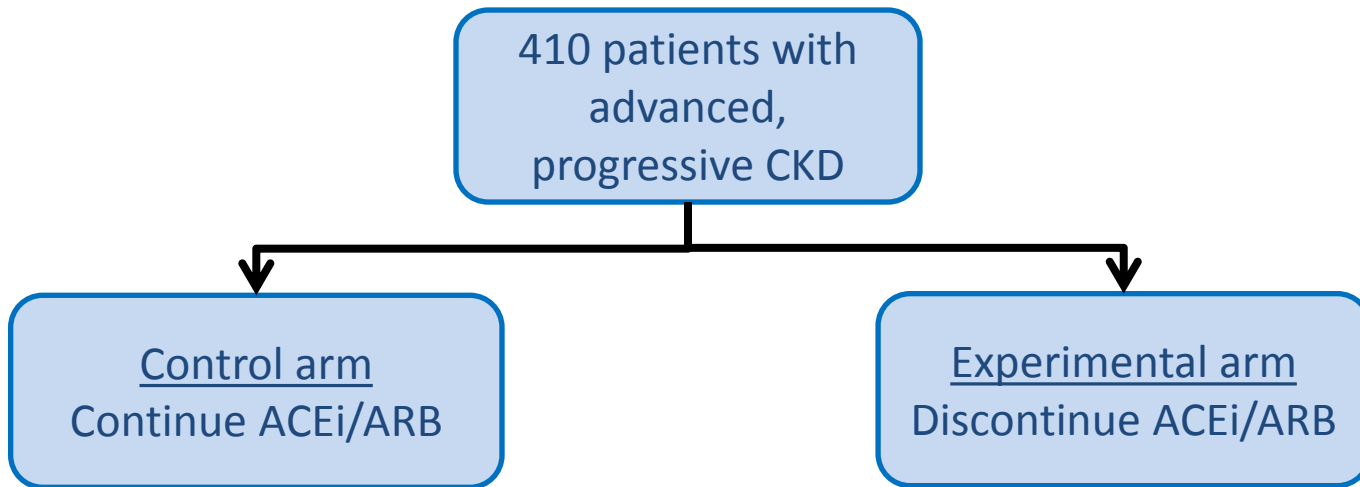 410 patients with
advanced,
progressive CKD
Control arm
Continue ACEi/ARB
Experimental arm
Discontinue ACEi/ARB